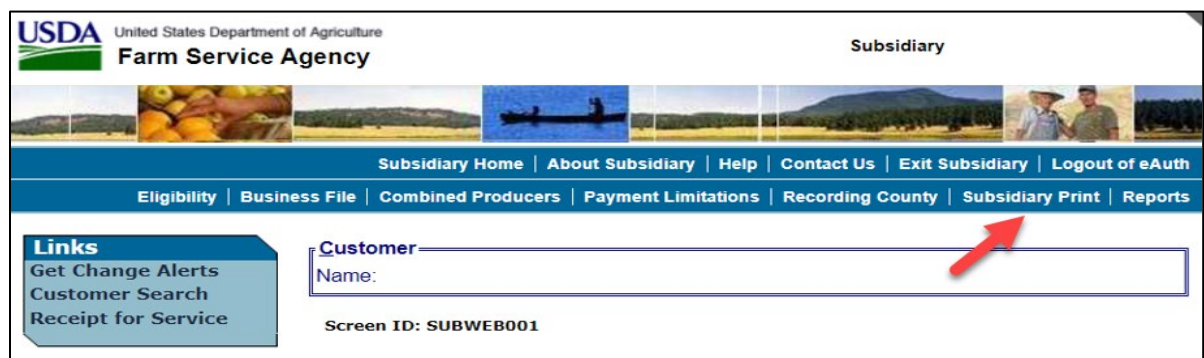 USDA United States Department of Agriculture
Farm Service Agency
Subsidiary
Subsidiary Home | About Subsidiary | Help | Contact Us | Exit Subsidiary | Logout of eAuth
Eligibility | Business File | Combined Producers | Payment Limitations | Recording County | Subsidiary Print | Reports
Links
Get Change Alerts
Customer Search
Receipt for Service
Customer
Name:
Screen ID: SUBWEB001